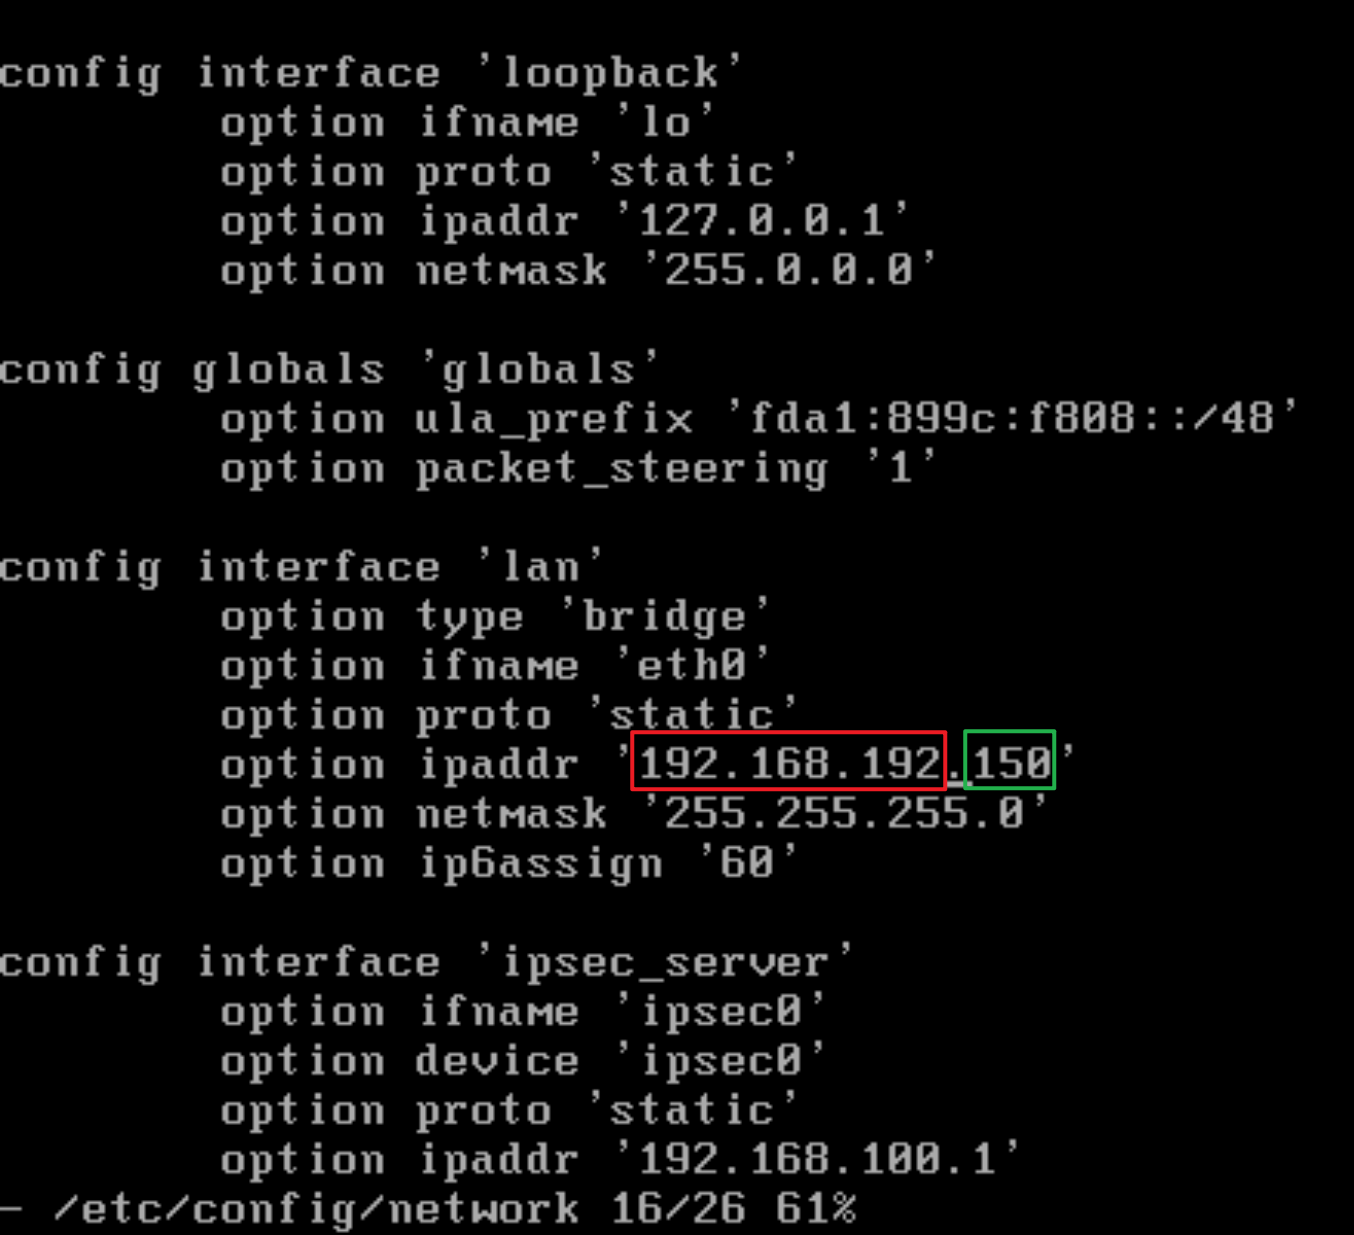 config interface 'loopback'
        option ifname 'lo'
        option proto 'static'
        option ipaddr '127.0.0.1'
        option netmask '255.0.0.0'

config globals 'globals'
        option ula_prefix 'fda1:899c:f808::/48'
        option packet_steering '1'

config interface 'lan'
        option type 'bridge'
        option ifname 'eth0'
        option proto 'static'
        option ipaddr '192.168.192.150'
        option netmask '255.255.255.0'
        option ip6assign '60'

config interface 'ipsec_server'
        option ifname 'ipsec0'
        option device 'ipsec0'
        option proto 'static'
        option ipaddr '192.168.100.1'
- /etc/config/network 16/26 61%